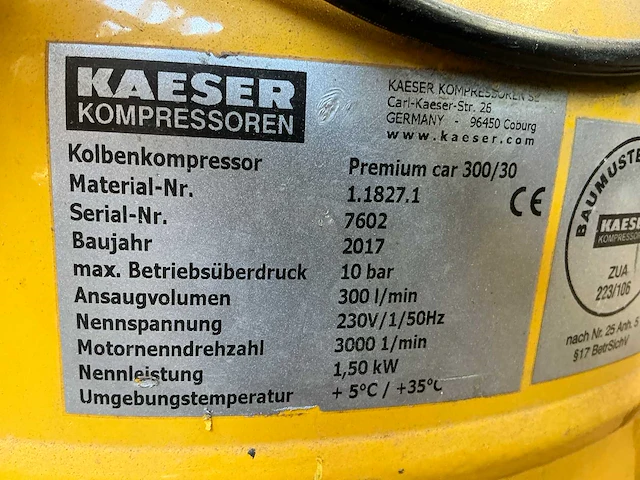 KAESER
KOMPRESSOREN
KAESER KOMPRESSOREN SE
Carl-Kaeser-Str. 26
GERMANY - 96450 Coburg
www.kaeser.com
Kolbenkompressor Premium car 300/30
Material-Nr. 1.1827.1
CE
Serial-Nr. 7602
Baujahr 2017
max. Betriebsüberdruck 10 bar
Ansaugvolumen 300 l/min
Nennspannung 230V/1/50Hz
Motornenndrehzahl 3000 1/min
Nennleistung 1,50 kW
Umgebungstemperatur + 5°C / +35°C
BAUMUSTE
KAESE
KOMPRESSOR
ZUA
223/106
nach Nr. 25 Anh. 5
§17 BetrSichV